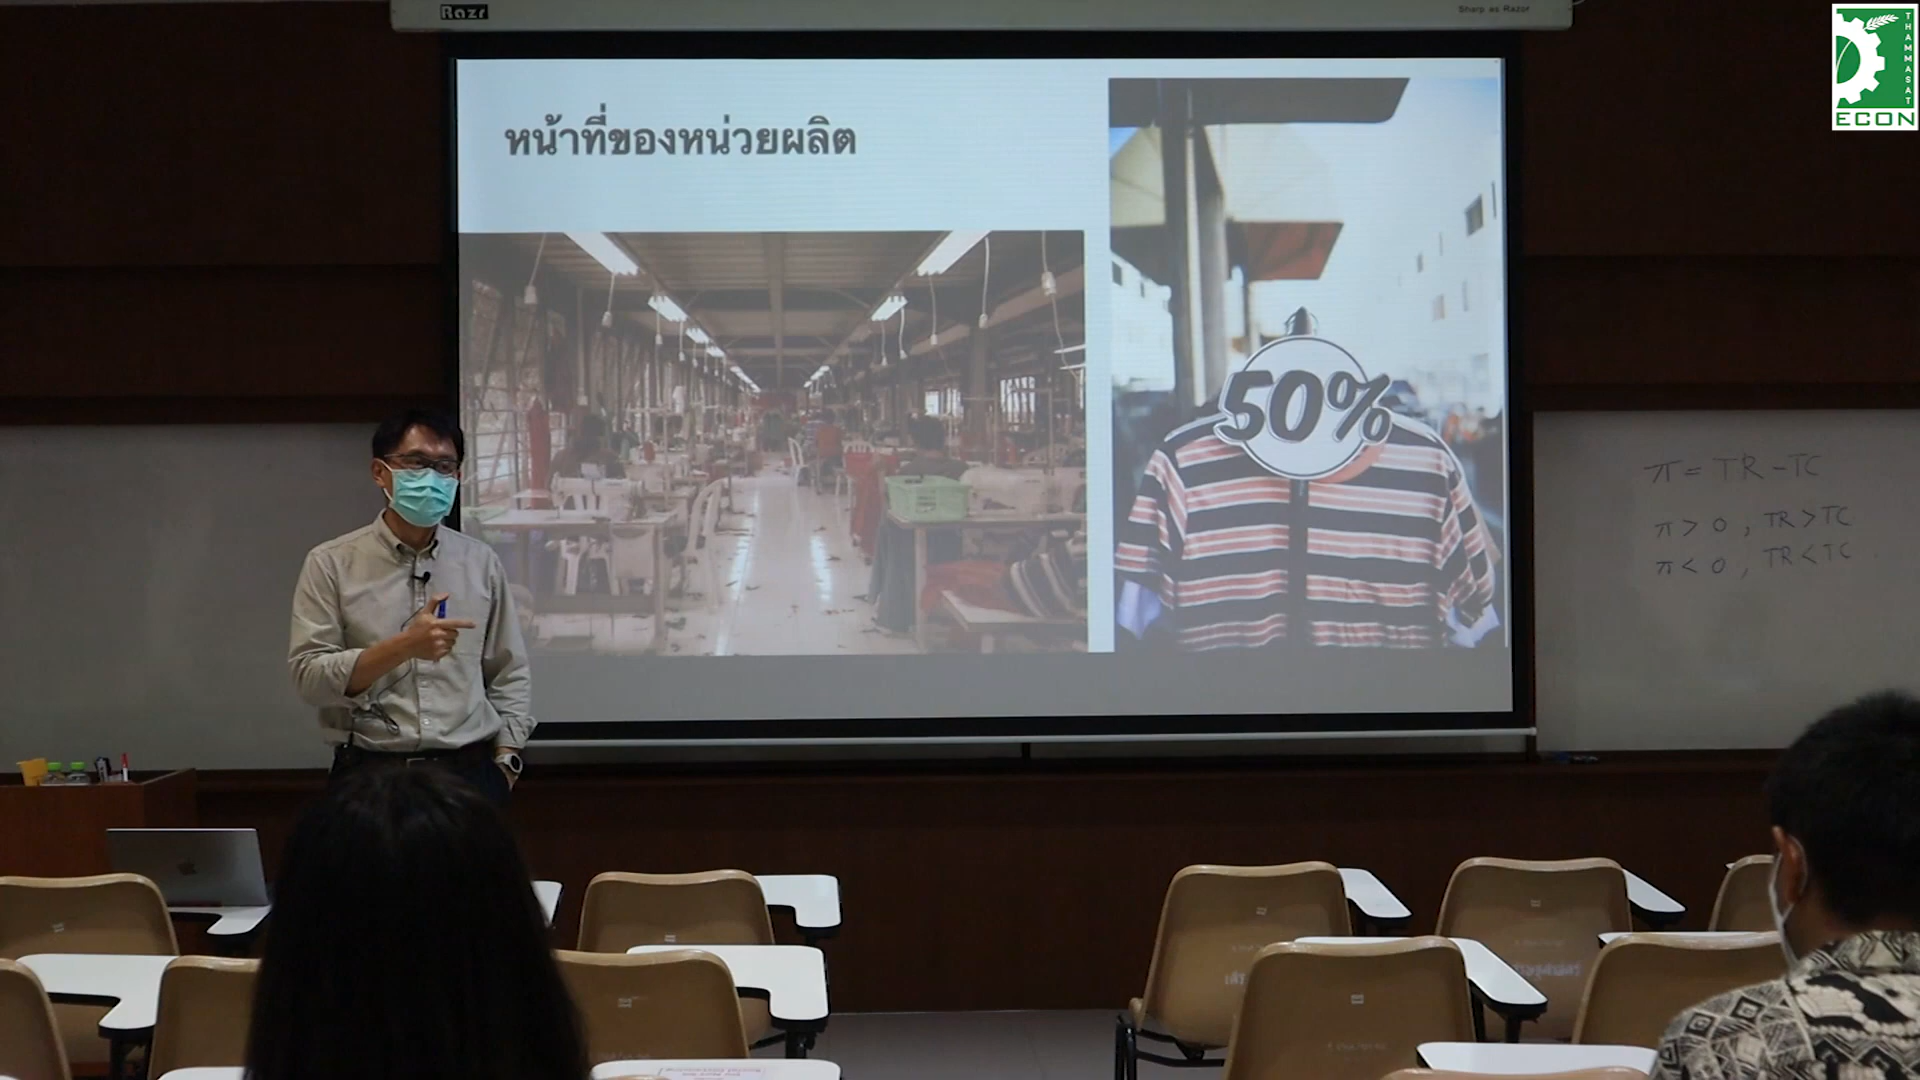 Razr
Sharp as Razor
THAMMASAT
ECON
หน้าที่ของหน่วยผลิต
50%
π = TR - TC
π > 0 , TR > TC
π < 0 , TR < TC